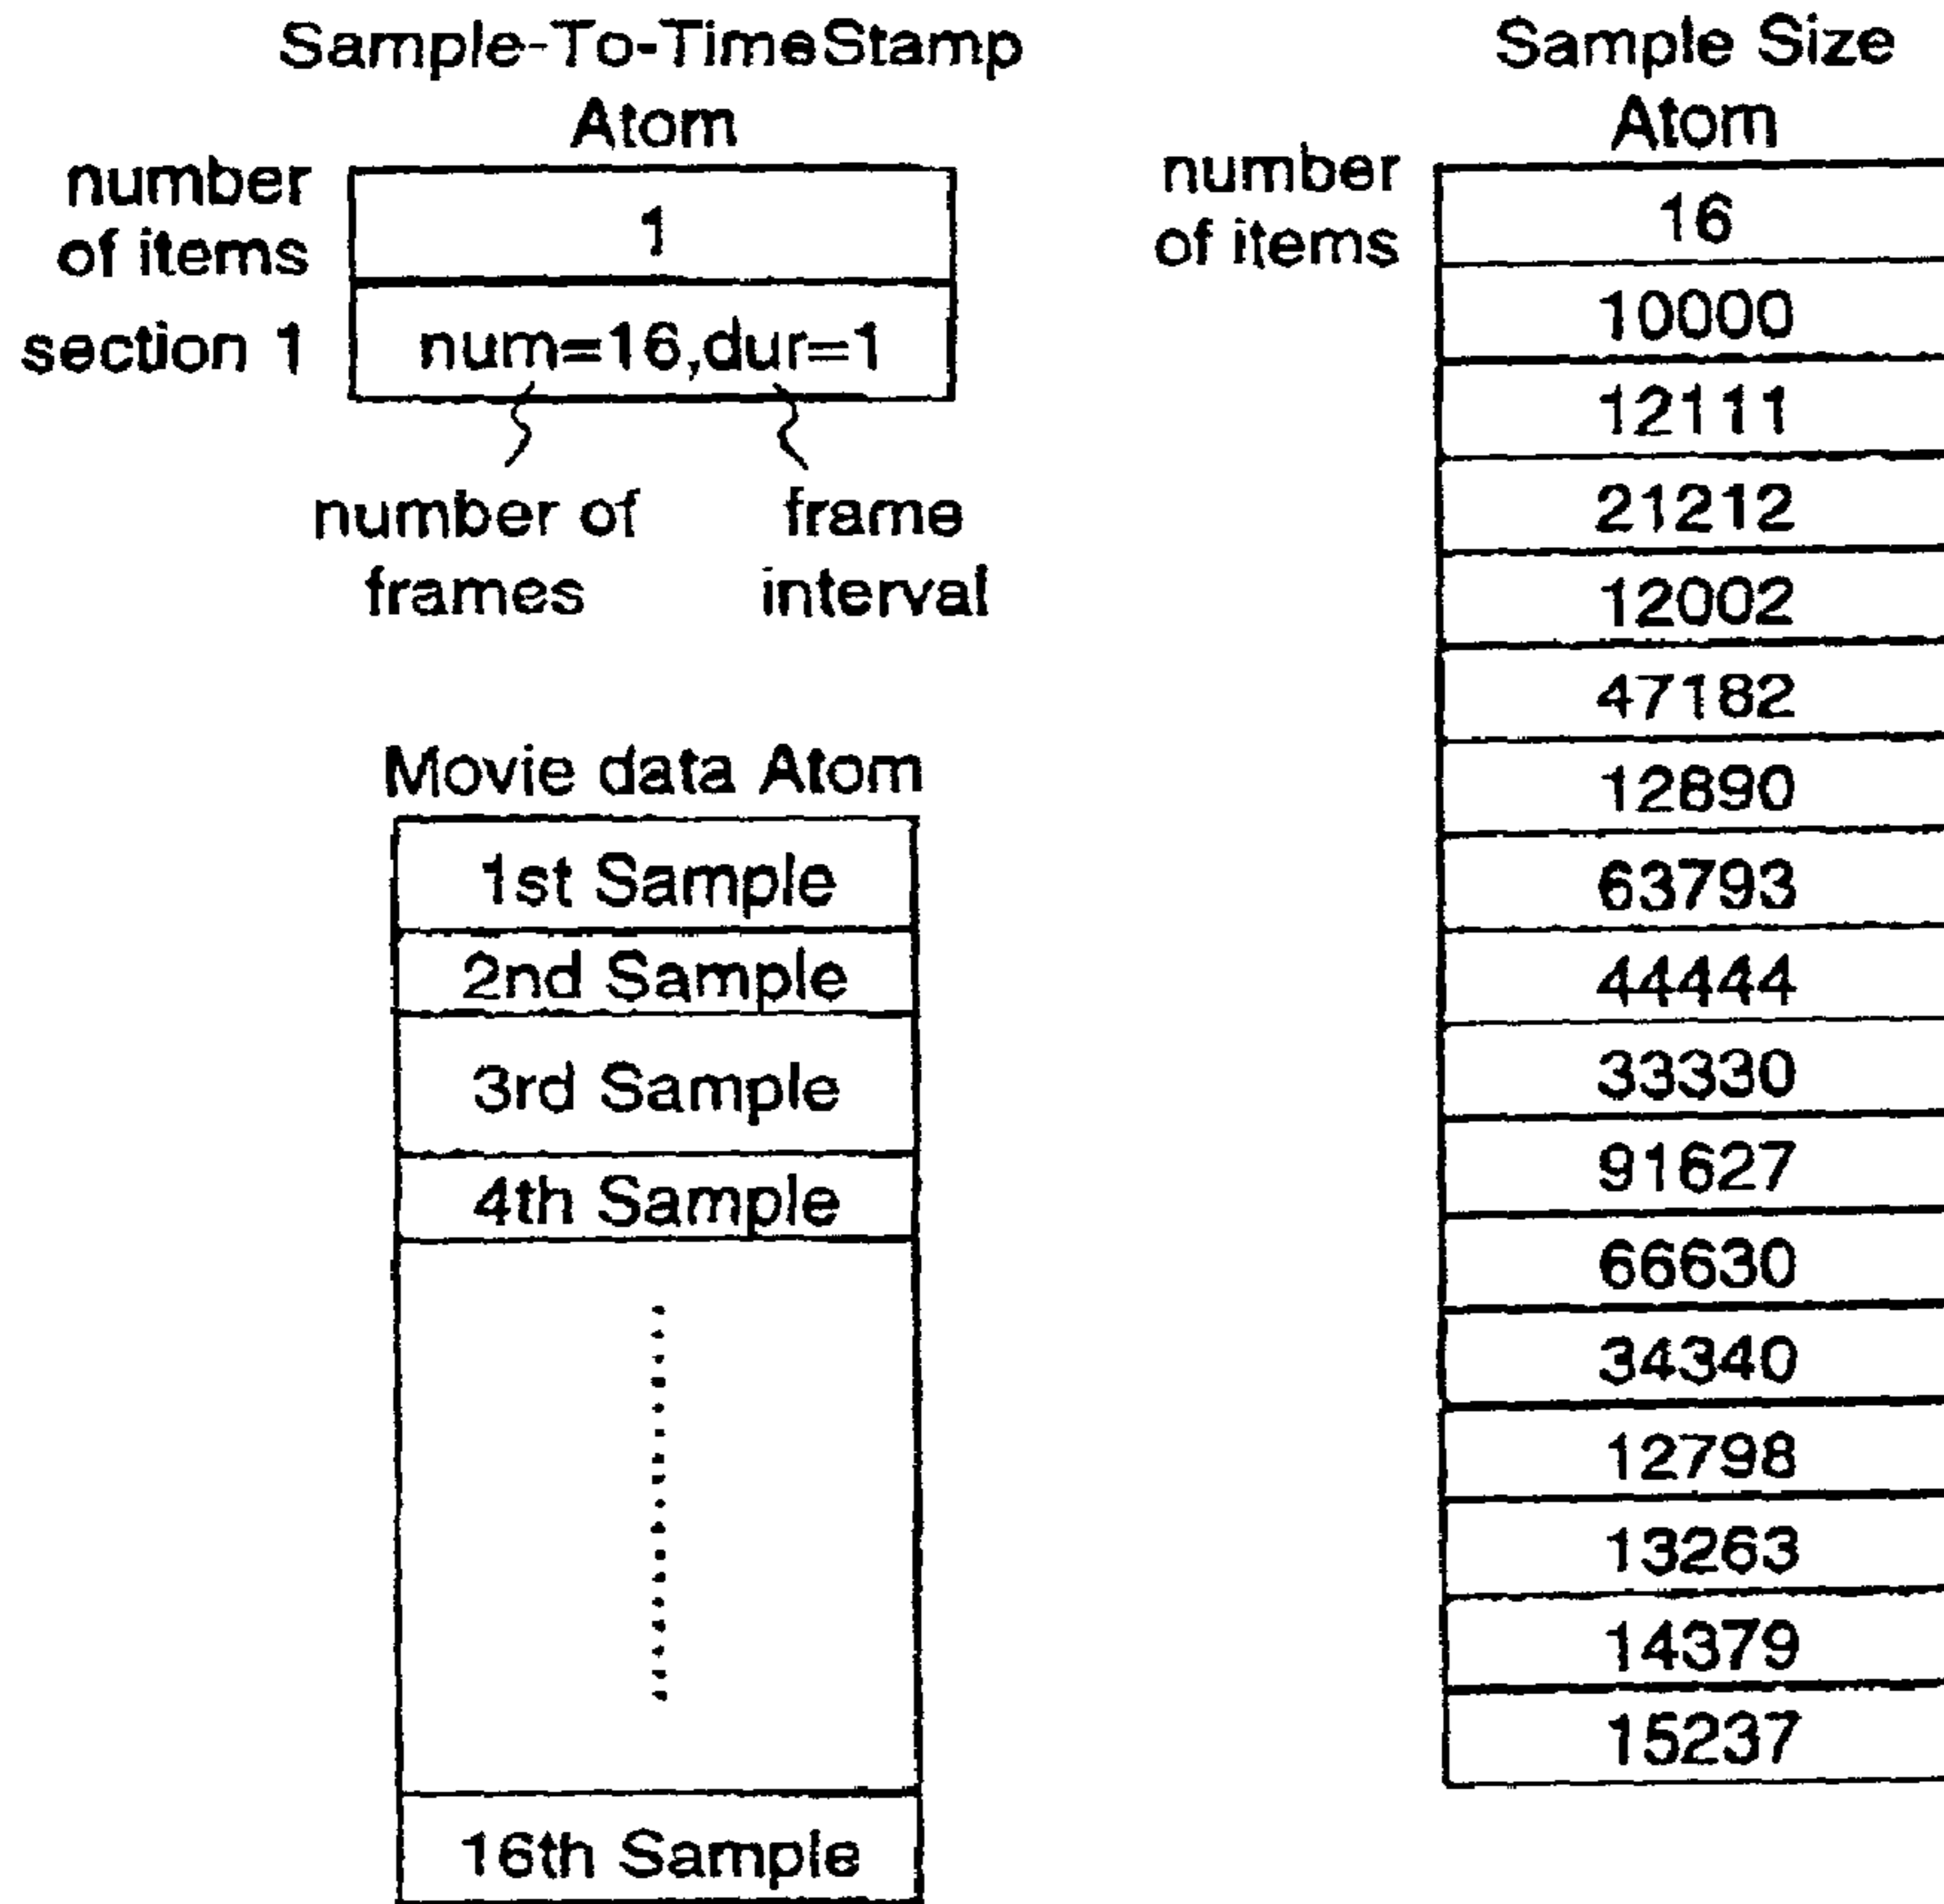 Sample-To-TimeStamp
Atom
number
of items
1
section 1
num=16,dur=1
number of
frames
frame
interval
Movie data Atom
1st Sample
2nd Sample
3rd Sample
4th Sample
16th Sample
Sample Size
Atom
number
of items
16
10000
12111
21212
12002
47182
12890
63793
44444
33330
91627
66630
34340
12798
13263
14379
15237